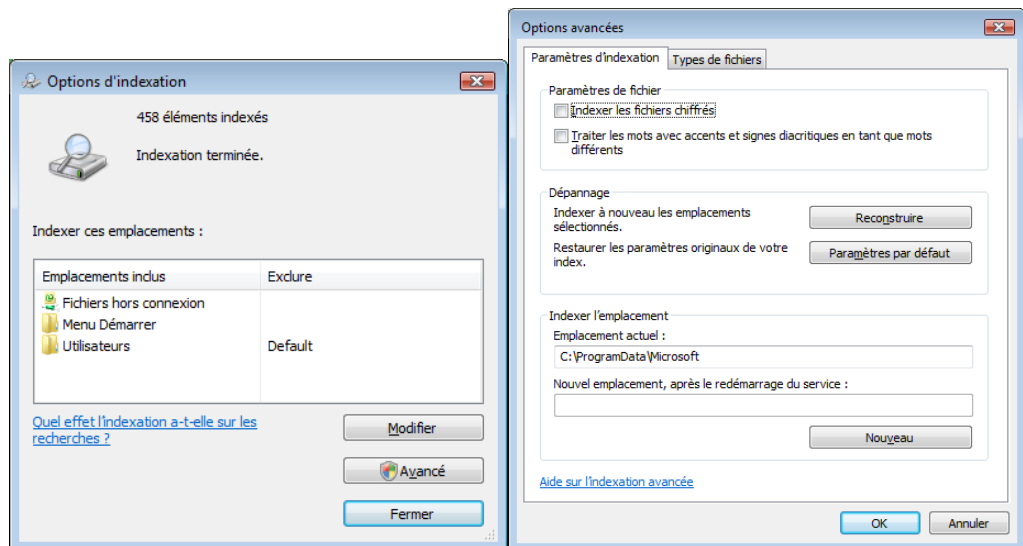 Options d'indexation
458 éléments indexés
Indexation terminée.
Indexer ces emplacements :
Emplacements inclus Exclure
Fichiers hors connexion
Menu Démarrer
Utilisateurs Default
Quel effet l'indexation a-t-elle sur les
recherches ?
Modifier
Avancé
Fermer
Options avancées
Paramètres d'indexation Types de fichiers
Paramètres de fichier
Indexer les fichiers chiffrés
Traiter les mots avec accents et signes diacritiques en tant que mots
différents
Dépannage
Indexer à nouveau les emplacements
sélectionnés.
Reconstruire
Restaurer les paramètres originaux de votre
index.
Paramètres par défaut
Indexer l'emplacement
Emplacement actuel :
C:\ProgramData\Microsoft
Nouvel emplacement, après le redémarrage du service :
Nouveau
Aide sur l'indexation avancée
OK Annuler